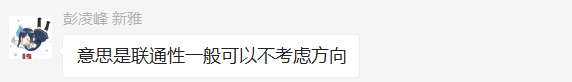 彭凌峰 新雅
意思是联通性一般可以不考虑方向